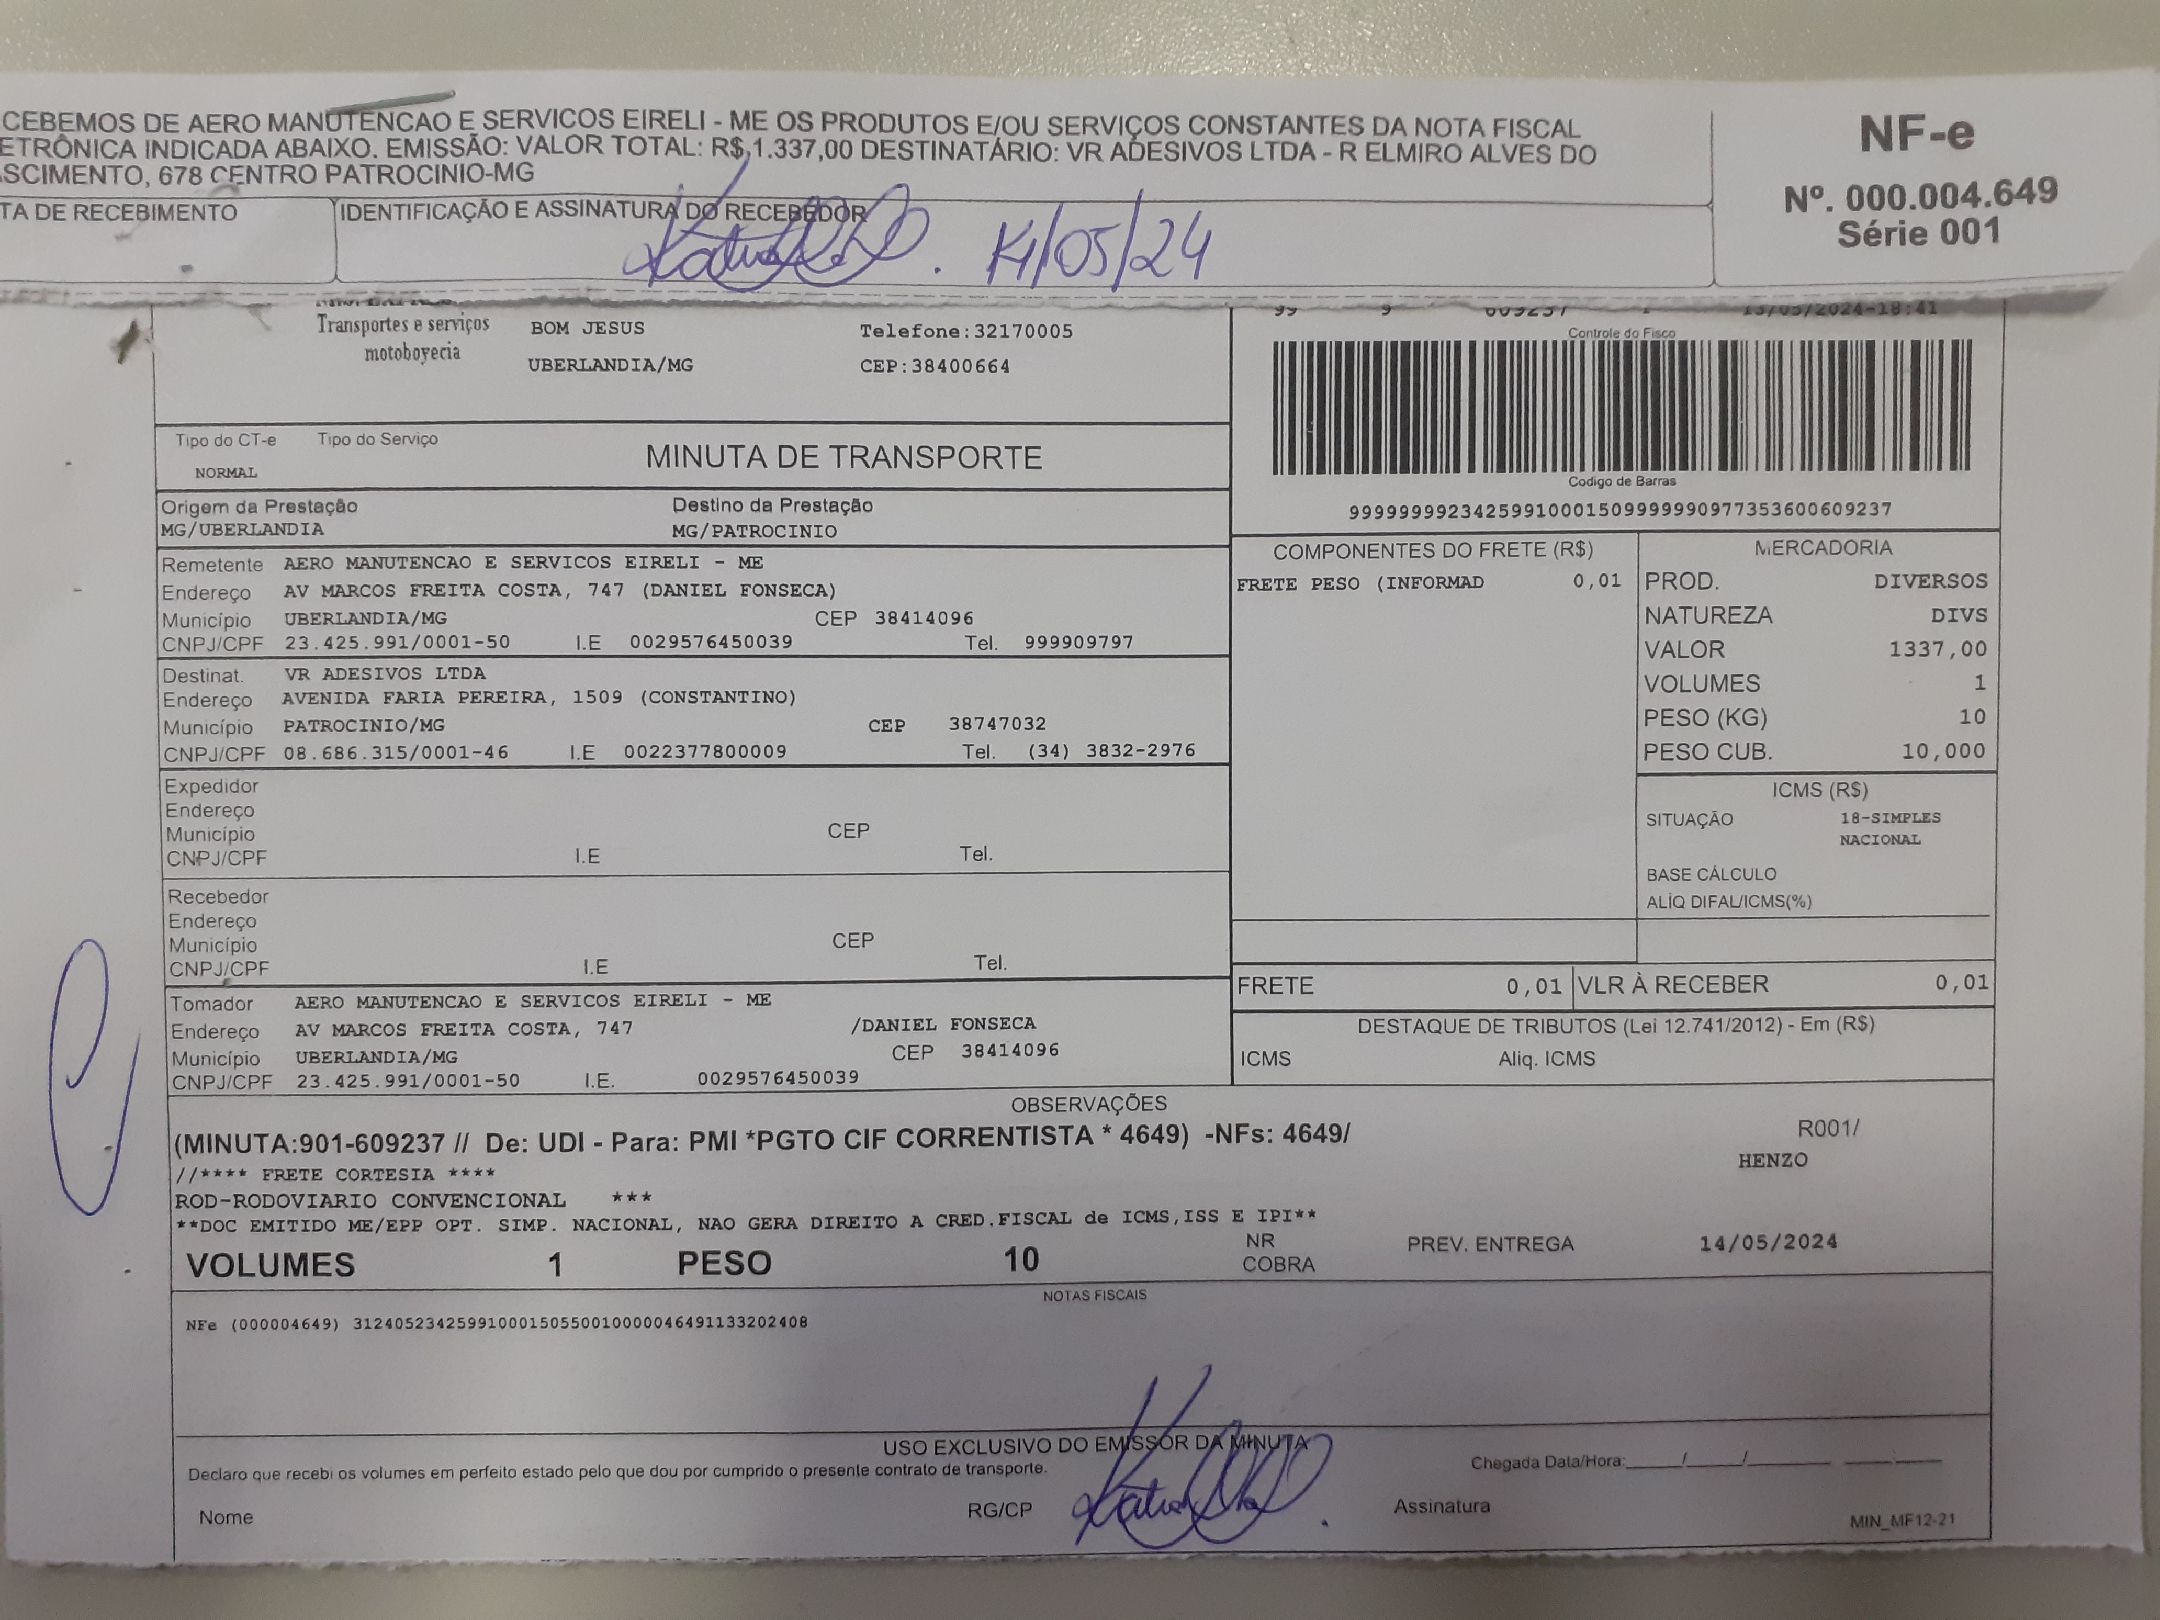 CEBEMOS DE AERO MANUTENCAO E SERVICOS EIRELI - ME OS PRODUTOS E/OU SERVIÇOS CONSTANTES DA NOTA FISCAL
ETRÔNICA INDICADA ABAIXO. EMISSÃO: VALOR TOTAL: R$ 1.337,00 DESTINATÁRIO: VR ADESIVOS LTDA - R ELMIRO ALVES DO
SCIMENTO, 678 CENTRO PATROCINIO-MG
NF-e
Nº. 000.004.649
Série 001
TA DE RECEBIMENTO
IDENTIFICAÇÃO E ASSINATURA DO RECEBEDOR
14/05/24
99 9 609237 1 13/05/2024-18:41
Transportes e serviços
motoboyecia
BOM JESUS Telefone:32170005
UBERLANDIA/MG CEP:38400664
Controle do Fisco
Codigo de Barras
99999999234259910001509999999097735360​0609237
Tipo do CT-e Tipo do Serviço
NORMAL
MINUTA DE TRANSPORTE
Origem da Prestação Destino da Prestação
MG/UBERLANDIA MG/PATROCINIO
Remetente AERO MANUTENCAO E SERVICOS EIRELI - ME
Endereço AV MARCOS FREITA COSTA, 747 (DANIEL FONSECA)
Município UBERLANDIA/MG CEP 38414096
CNPJ/CPF 23.425.991/0001-50 I.E 0029576450039 Tel. 999909797
Destinat. VR ADESIVOS LTDA
Endereço AVENIDA FARIA PEREIRA, 1509 (CONSTANTINO)
Município PATROCINIO/MG CEP 38747032
CNPJ/CPF 08.686.315/0001-46 I.E 0022377800009 Tel. (34) 3832-2976
Expedidor
Endereço
Município CEP
CNPJ/CPF I.E Tel.
Recebedor
Endereço
Município CEP
CNPJ/CPF I.E Tel.
Tomador AERO MANUTENCAO E SERVICOS EIRELI - ME
Endereço AV MARCOS FREITA COSTA, 747 /DANIEL FONSECA
Município UBERLANDIA/MG CEP 38414096
CNPJ/CPF 23.425.991/0001-50 I.E. 0029576450039
COMPONENTES DO FRETE (R$)
FRETE PESO (INFORMAD 0,01
MERCADORIA
PROD. DIVERSOS
NATUREZA DIVS
VALOR 1337,00
VOLUMES 1
PESO (KG) 10
PESO CUB. 10,000
ICMS (R$)
SITUAÇÃO 18-SIMPLES
NACIONAL
BASE CÁLCULO
ALÍQ DIFAL/ICMS(%)
FRETE 0,01 VLR À RECEBER 0,01
DESTAQUE DE TRIBUTOS (Lei 12.741/2012) - Em (R$)
ICMS Aliq. ICMS
OBSERVAÇÕES
(MINUTA:901-609237 // De: UDI - Para: PMI *PGTO CIF CORRENTISTA * 4649) -NFs: 4649/
R001/
HENZO
//**** FRETE CORTESIA ****
ROD-RODOVIARIO CONVENCIONAL ***
**DOC EMITIDO ME/EPP OPT. SIMP. NACIONAL, NAO GERA DIREITO A CRED.FISCAL de ICMS,ISS E IPI**
VOLUMES 1 PESO 10
NR
COBRA
PREV. ENTREGA 14/05/2024
NOTAS FISCAIS
NFe (000004649) 31240523425991000150550010000046491133202408
USO EXCLUSIVO DO EMISSOR DA MINUTA
Declaro que recebi os volumes em perfeito estado pelo que dou por cumprido o presente contrato de transporte.
Chegada Data/Hora:____/____/____ ____:____
Nome RG/CP Assinatura
MIN_MF12-21